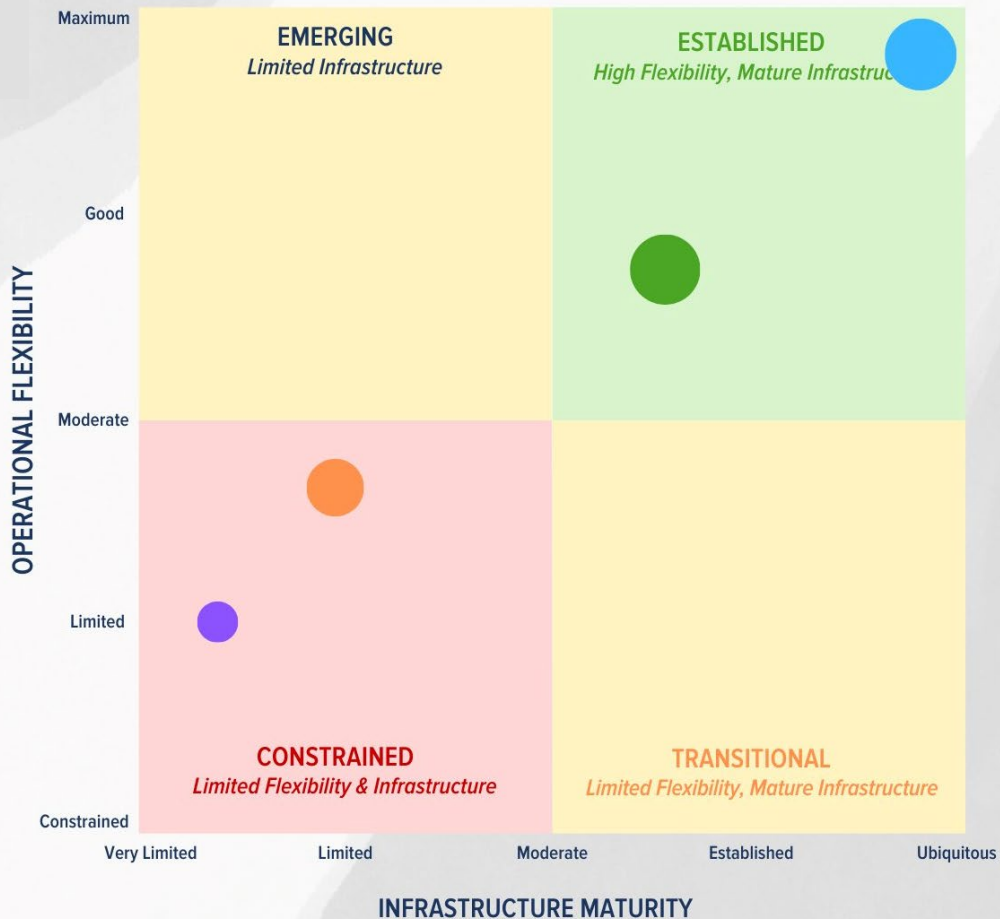 Maximum
EMERGING
Limited Infrastructure
ESTABLISHED
High Flexibility, Mature Infrastruc
Good
OPERATIONAL FLEXIBILITY
Moderate
Limited
CONSTRAINED
Limited Flexibility & Infrastructure
TRANSITIONAL
Limited Flexibility, Mature Infrastructure
Constrained
Very Limited
Limited
Moderate
Established
Ubiquitous
INFRASTRUCTURE MATURITY